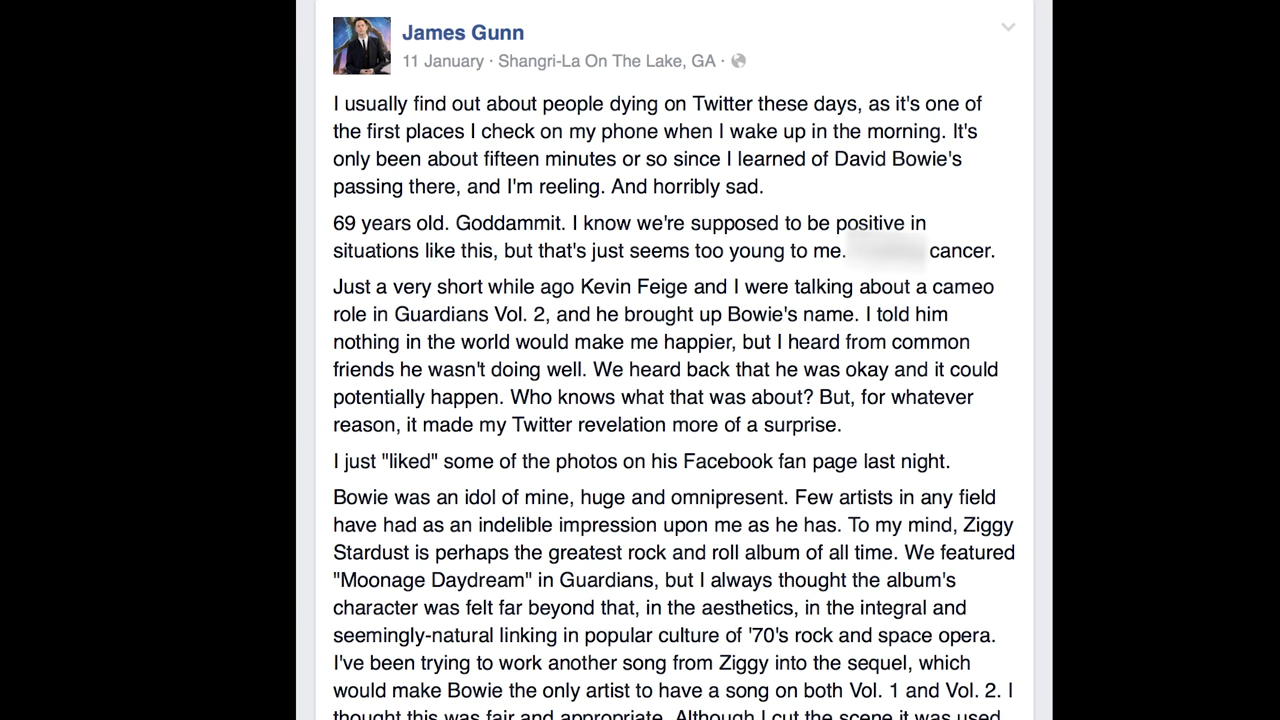 James Gunn
11 January · Shangri-La On The Lake, GA ·
I usually find out about people dying on Twitter these days, as it's one of
the first places I check on my phone when I wake up in the morning. It's
only been about fifteen minutes or so since I learned of David Bowie's
passing there, and I'm reeling. And horribly sad.
69 years old. Goddammit. I know we're supposed to be positive in
situations like this, but that's just seems too young to me. cancer.
Just a very short while ago Kevin Feige and I were talking about a cameo
role in Guardians Vol. 2, and he brought up Bowie's name. I told him
nothing in the world would make me happier, but I heard from common
friends he wasn't doing well. We heard back that he was okay and it could
potentially happen. Who knows what that was about? But, for whatever
reason, it made my Twitter revelation more of a surprise.
I just "liked" some of the photos on his Facebook fan page last night.
Bowie was an idol of mine, huge and omnipresent. Few artists in any field
have had as an indelible impression upon me as he has. To my mind, Ziggy
Stardust is perhaps the greatest rock and roll album of all time. We featured
"Moonage Daydream" in Guardians, but I always thought the album's
character was felt far beyond that, in the aesthetics, in the integral and
seemingly-natural linking in popular culture of '70's rock and space opera.
I've been trying to work another song from Ziggy into the sequel, which
would make Bowie the only artist to have a song on both Vol. 1 and Vol. 2. I
thought this was fair and appropriate. Although I cut the scene it was used